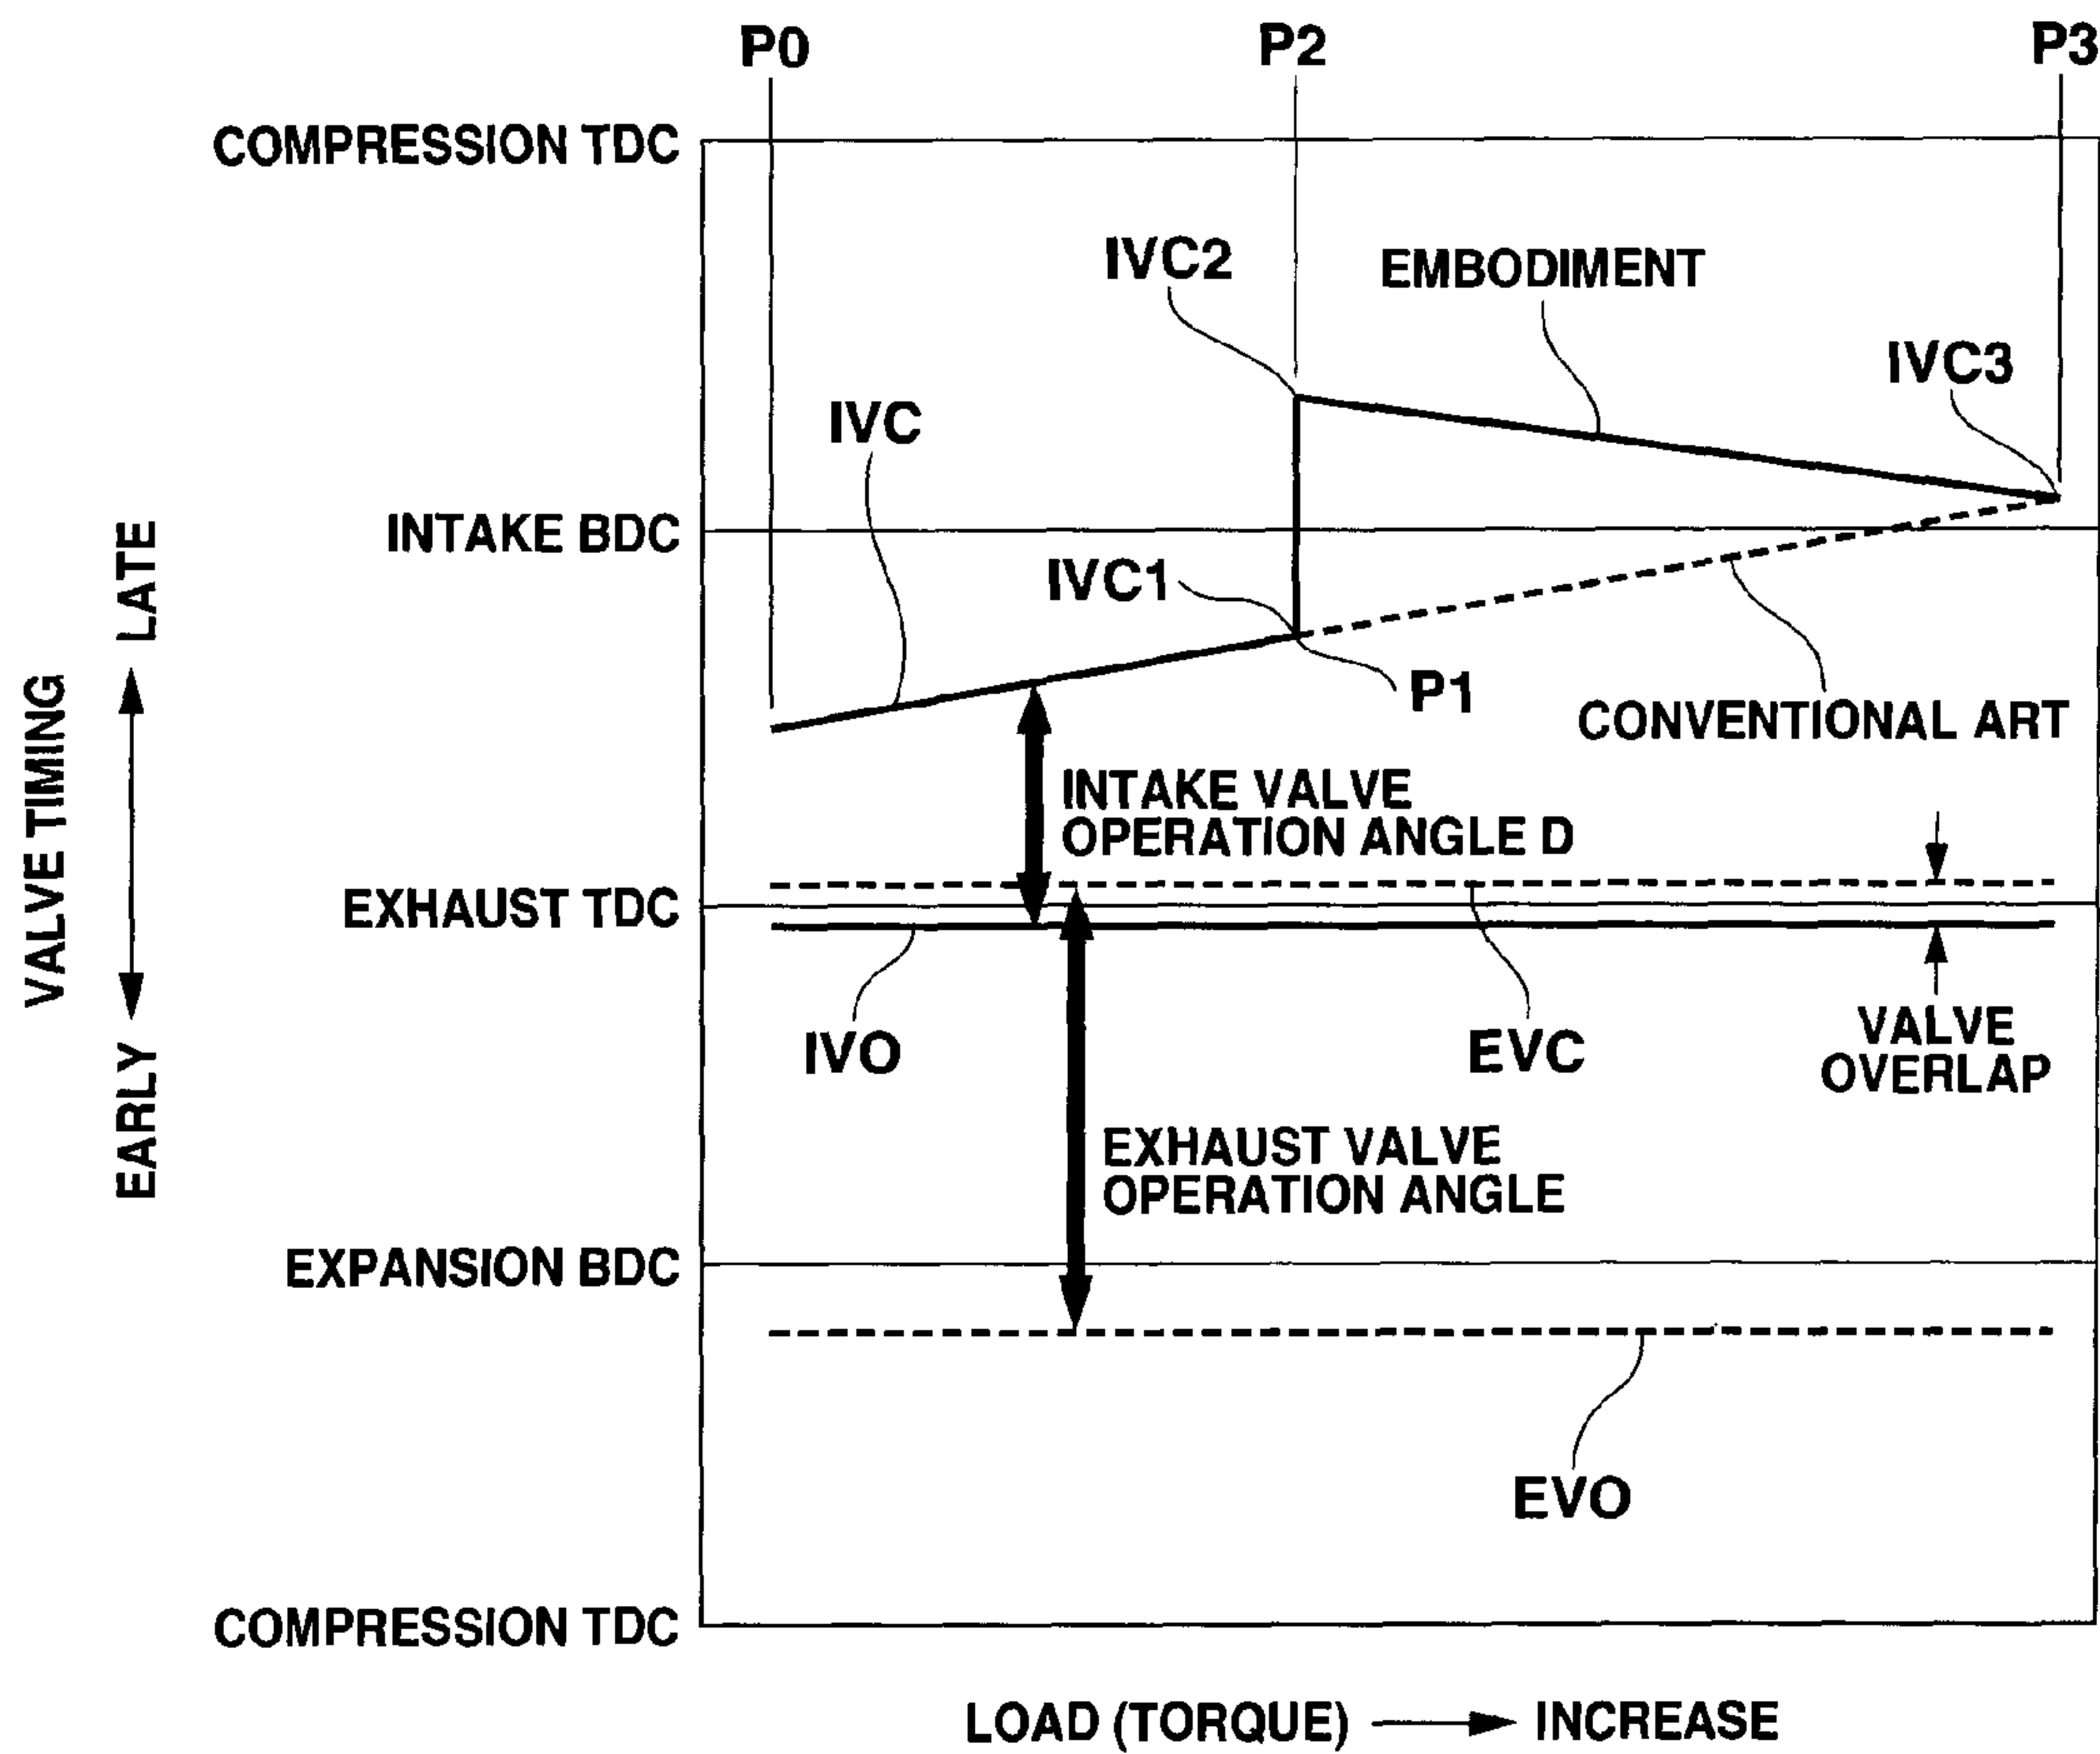 P0
P2
P3
COMPRESSION TDC
IVC2
EMBODIMENT
IVC3
IVC
INTAKE BDC
IVC1
P1
CONVENTIONAL ART
INTAKE VALVE
OPERATION ANGLE D
EXHAUST TDC
IVO
EVC
VALVE
OVERLAP
EXHAUST VALVE
OPERATION ANGLE
EXPANSION BDC
EVO
COMPRESSION TDC
VALVE TIMING
EARLY
LATE
LOAD (TORQUE)
INCREASE